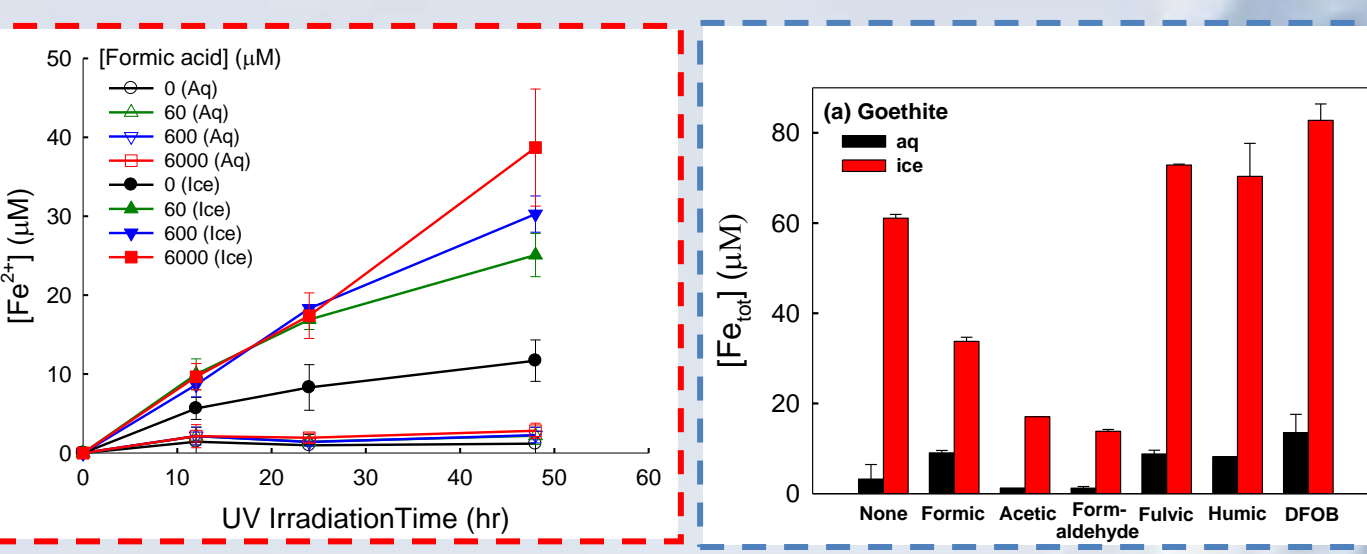 [Formic acid] (μM)
0 (Aq)
60 (Aq)
600 (Aq)
6000 (Aq)
0 (Ice)
60 (Ice)
600 (Ice)
6000 (Ice)
[Fe2+] (μM)
50
40
30
20
10
0
0 10 20 30 40 50 60
UV IrradiationTime (hr)
(a) Goethite
aq
ice
[Fetot] (μM)
80
60
40
20
0
None Formic Acetic Form- Fulvic Humic DFOB
aldehyde